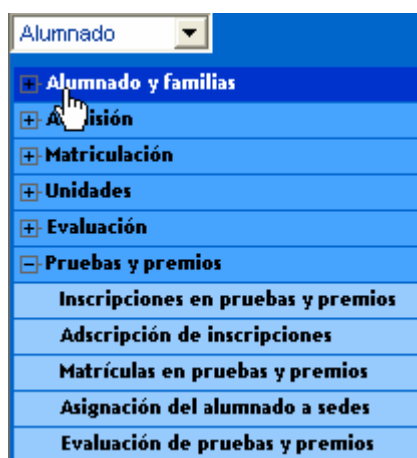 Alumnado
Alumnado y familias
Matriculación
Unidades
Evaluación
Pruebas y premios
Inscripciones en pruebas y premios
Adscripción de inscripciones
Matrículas en pruebas y premios
Asignación del alumnado a sedes
Evaluación de pruebas y premios